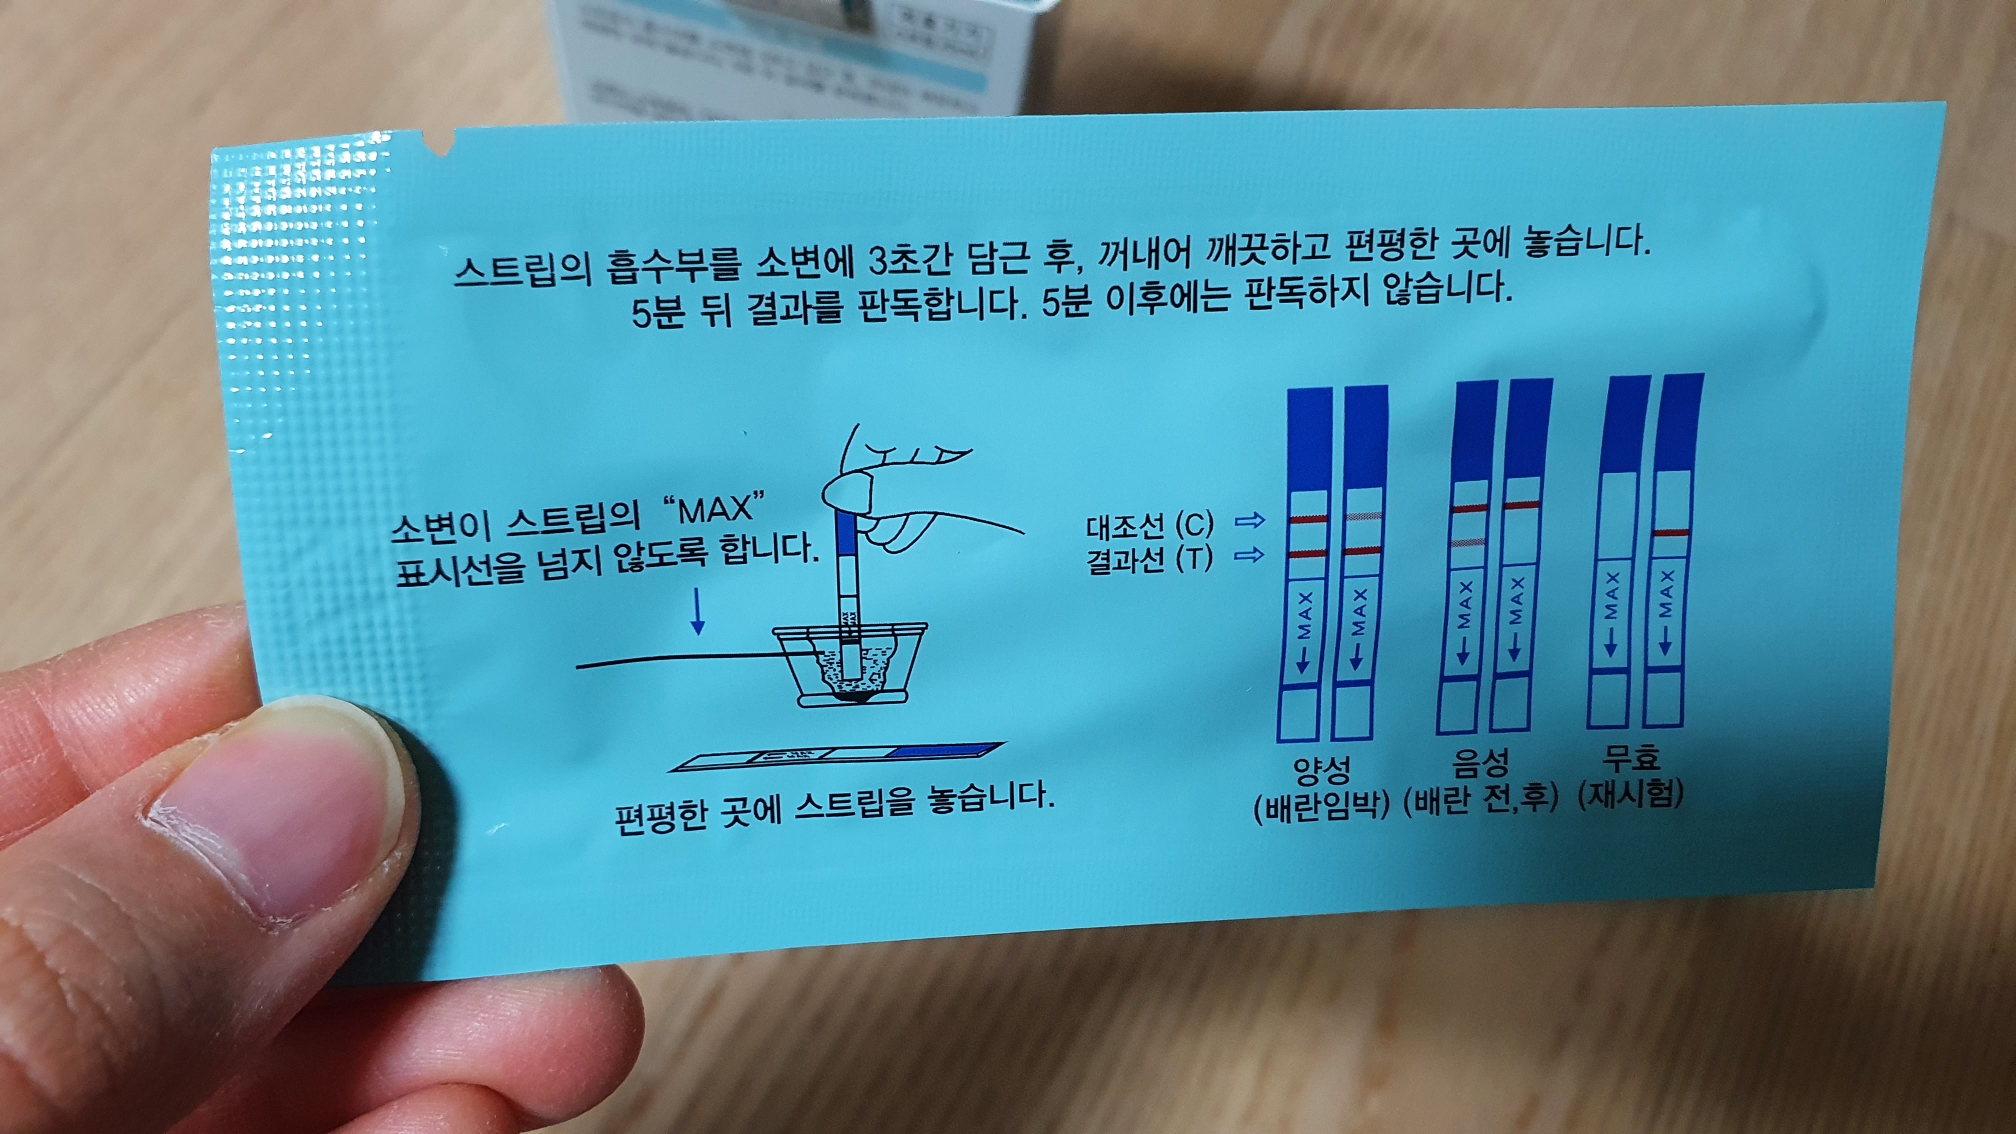 스트립의 흡수부를 소변에 3초간 담근 후, 꺼내어 깨끗하고 편평한 곳에 놓습니다.
5분 뒤 결과를 판독합니다. 5분 이후에는 판독하지 않습니다.
소변이 스트립의 “MAX”
표시선을 넘지 않도록 합니다.
편평한 곳에 스트립을 놓습니다.
대조선 (C)
결과선 (T)
MAX MAX MAX MAX MAX MAX
양성 음성 무효
(배란임박) (배란 전,후) (재시험)